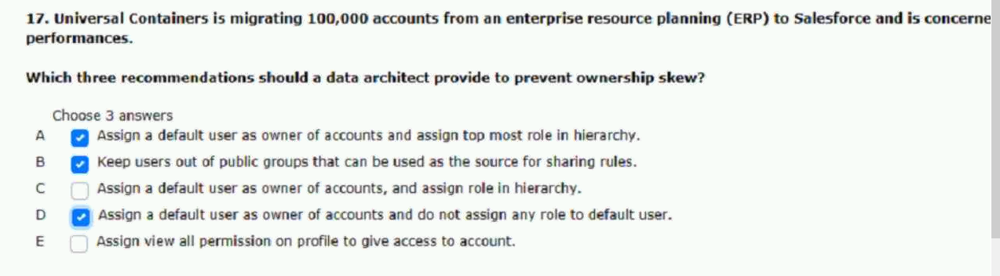 17. Universal Containers is migrating 100,000 accounts from an enterprise resource planning (ERP) to Salesforce and is concerne
performances.
Which three recommendations should a data architect provide to prevent ownership skew?
Choose 3 answers
A Assign a default user as owner of accounts and assign top most role in hierarchy.
B Keep users out of public groups that can be used as the source for sharing rules.
C Assign a default user as owner of accounts, and assign role in hierarchy.
D Assign a default user as owner of accounts and do not assign any role to default user.
E Assign view all permission on profile to give access to account.